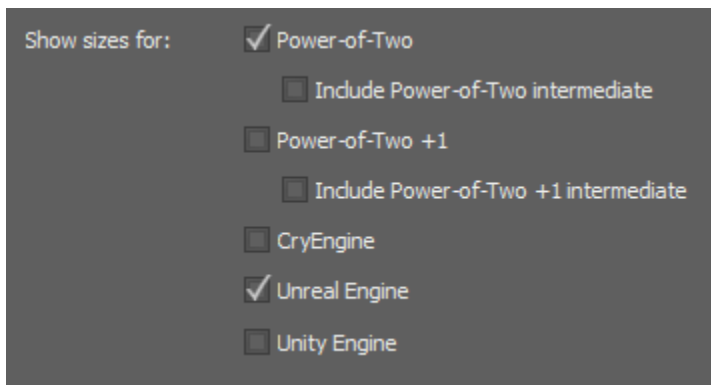 Show sizes for: Power-of-Two
Include Power-of-Two intermediate
Power-of-Two +1
Include Power-of-Two +1 intermediate
CryEngine
Unreal Engine
Unity Engine